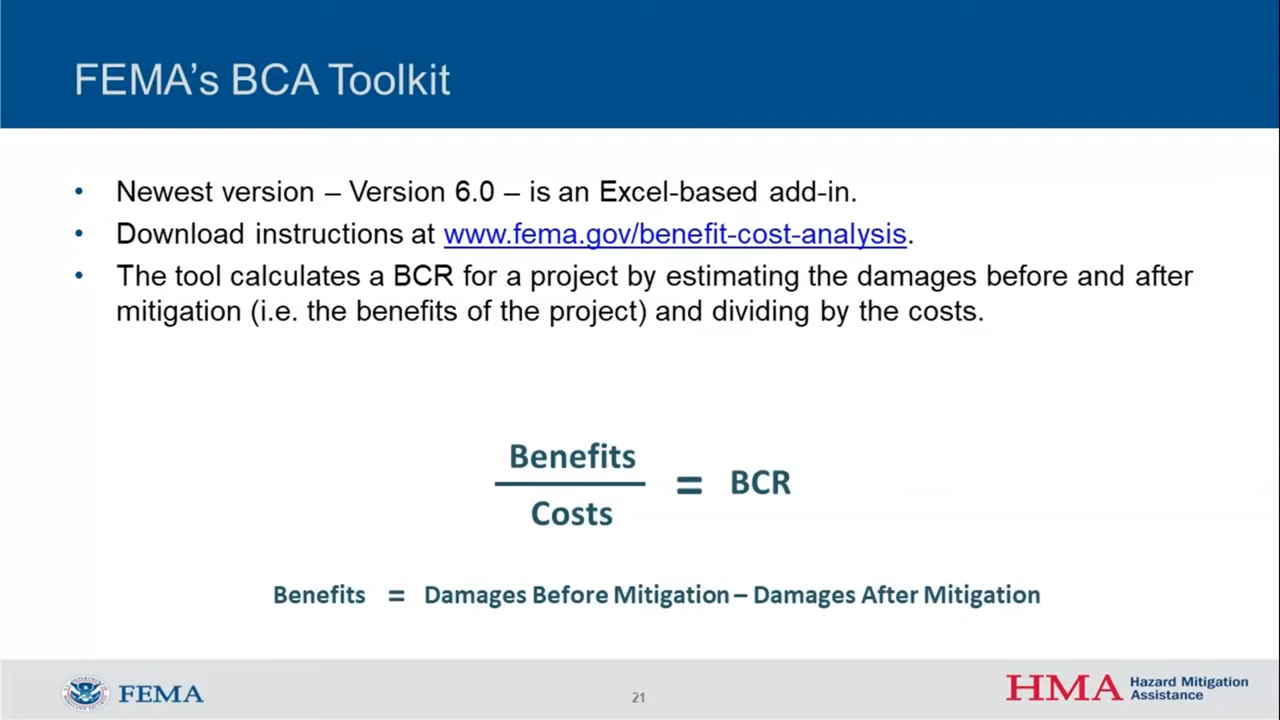 FEMA's BCA Toolkit
• Newest version – Version 6.0 – is an Excel-based add-in.
• Download instructions at www.fema.gov/benefit-cost-analysis.
• The tool calculates a BCR for a project by estimating the damages before and after
mitigation (i.e. the benefits of the project) and dividing by the costs.
Benefits
Costs
= BCR
Benefits = Damages Before Mitigation – Damages After Mitigation
FEMA
21
HMA Hazard Mitigation
Assistance